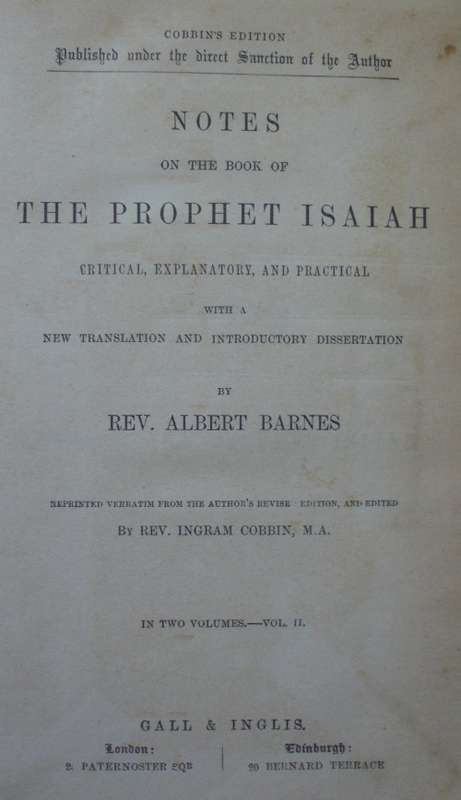 COBBIN'S EDITION
Published under the direct Sanction of the Author
NOTES
ON THE BOOK OF
THE PROPHET ISAIAH
CRITICAL, EXPLANATORY, AND PRACTICAL
WITH A
NEW TRANSLATION AND INTRODUCTORY DISSERTATION
BY
REV. ALBERT BARNES
REPRINTED VERBATIM FROM THE AUTHOR'S REVISE EDITION, AND EDITED
BY REV. INGRAM COBBIN, M.A.
IN TWO VOLUMES.—VOL. II.
GALL & INGLIS.
London: Edinburgh:
PATERNOSTER SQR 20 BERNARD TERRACE